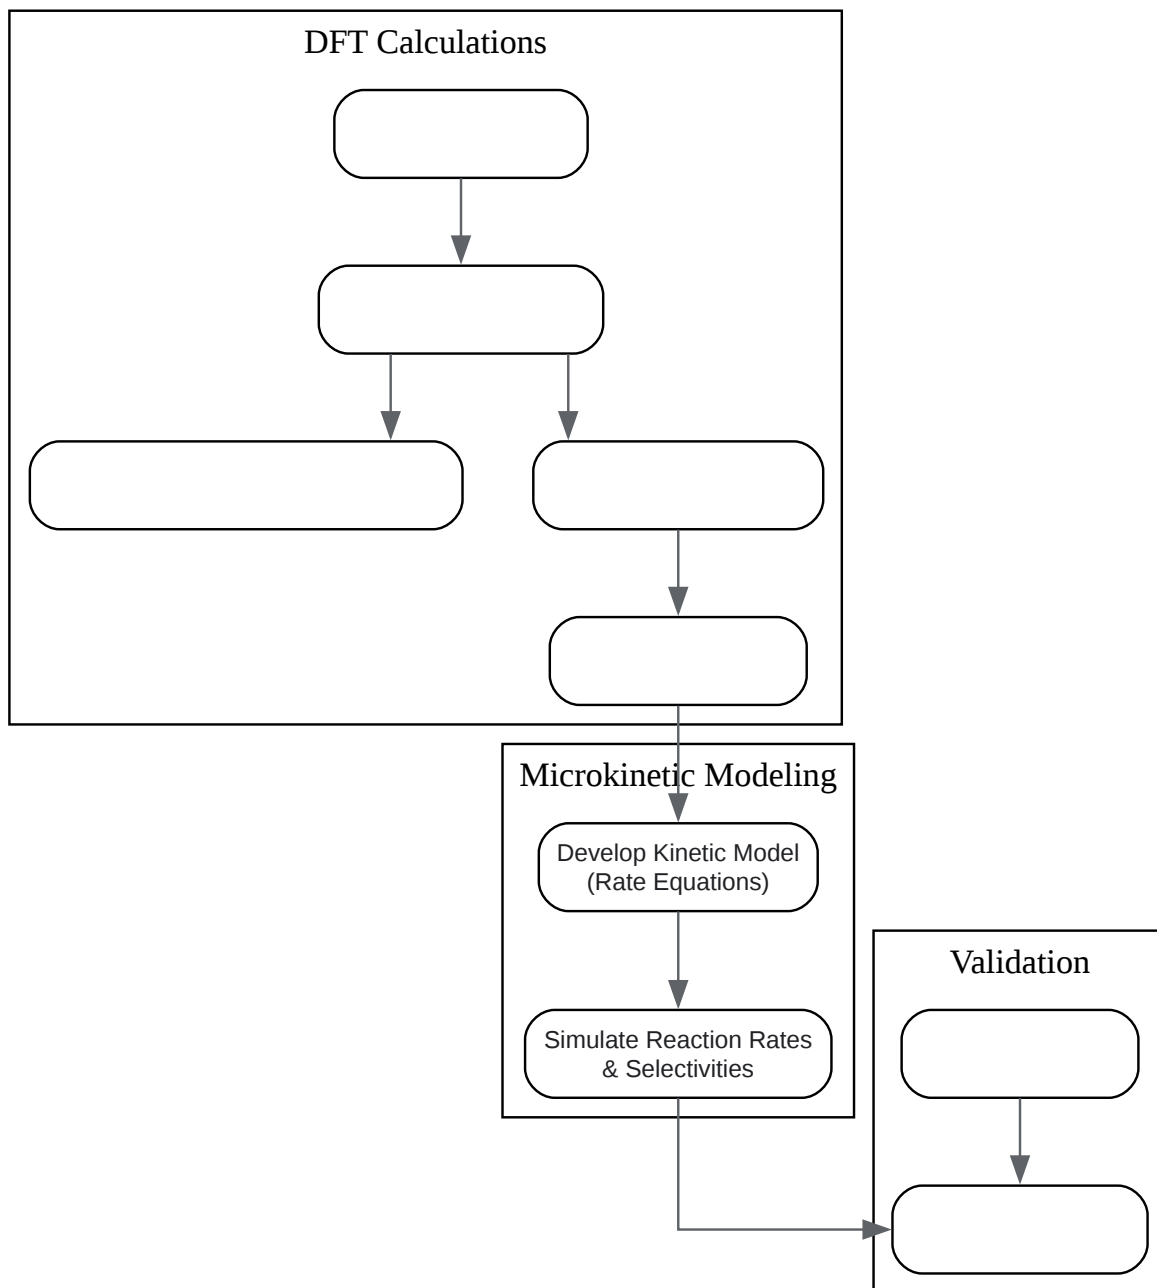 DFT Calculations
Microkinetic Modeling
Develop Kinetic Model
(Rate Equations)
Validation
Simulate Reaction Rates
& Selectivities